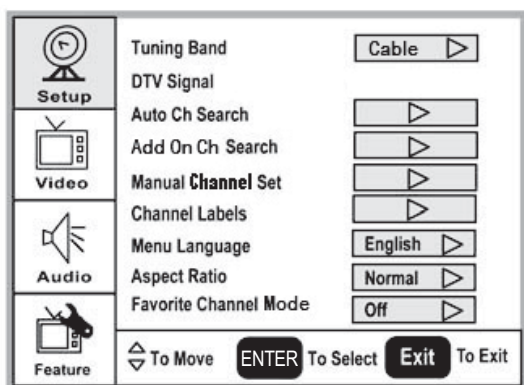 Setup
Video
Audio
Feature
Tuning Band Cable
DTV Signal
Auto Ch Search
Add On Ch Search
Manual Channel Set
Channel Labels
Menu Language English
Aspect Ratio Normal
Favorite Channel Mode Off
To Move ENTER To Select Exit To Exit